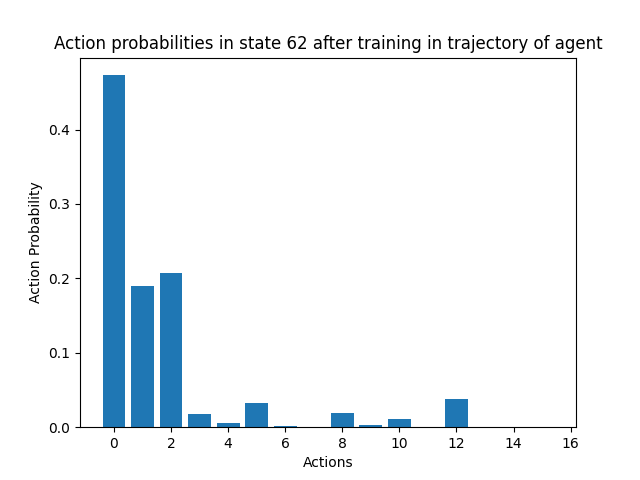 Action probabilities in state 62 after training in trajectory of agent
0.4
0.3
0.2
0.1
0.0
Action Probability
0 2 4 6 8 10 12 14 16
Actions